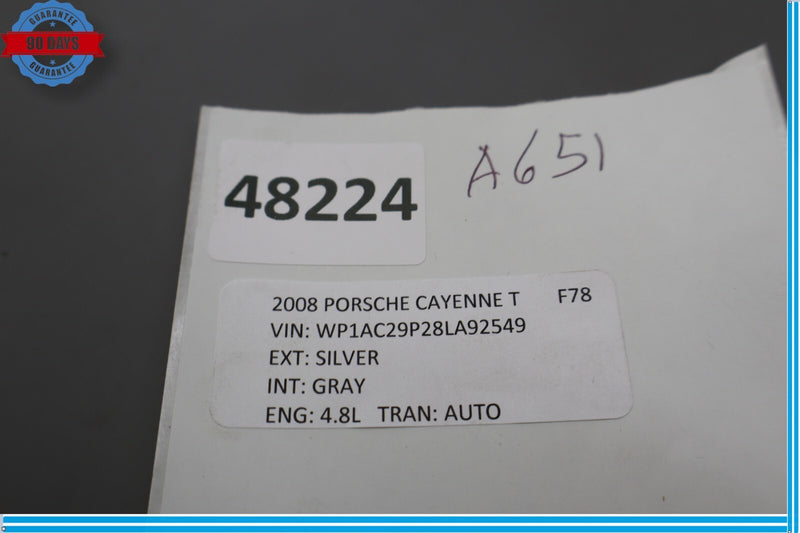 GUARANTEE
90 DAYS
GUARANTEE
48224
A651
2008 PORSCHE CAYENNE T F78
VIN: WP1AC29P28LA92549
EXT: SILVER
INT: GRAY
ENG: 4.8L TRAN: AUTO